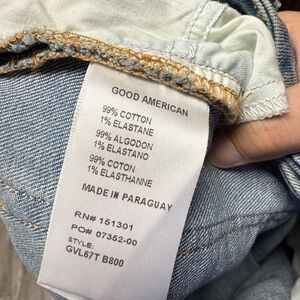 GOOD AMERICAN
99% COTTON
1% ELASTANE
99% ALGODON
1% ELASTANO
99% COTON
1% ELASTHANNE
MADE IN PARAGUAY
RN# 151301
PO# 07352-00
STYLE:
GVL67T B800